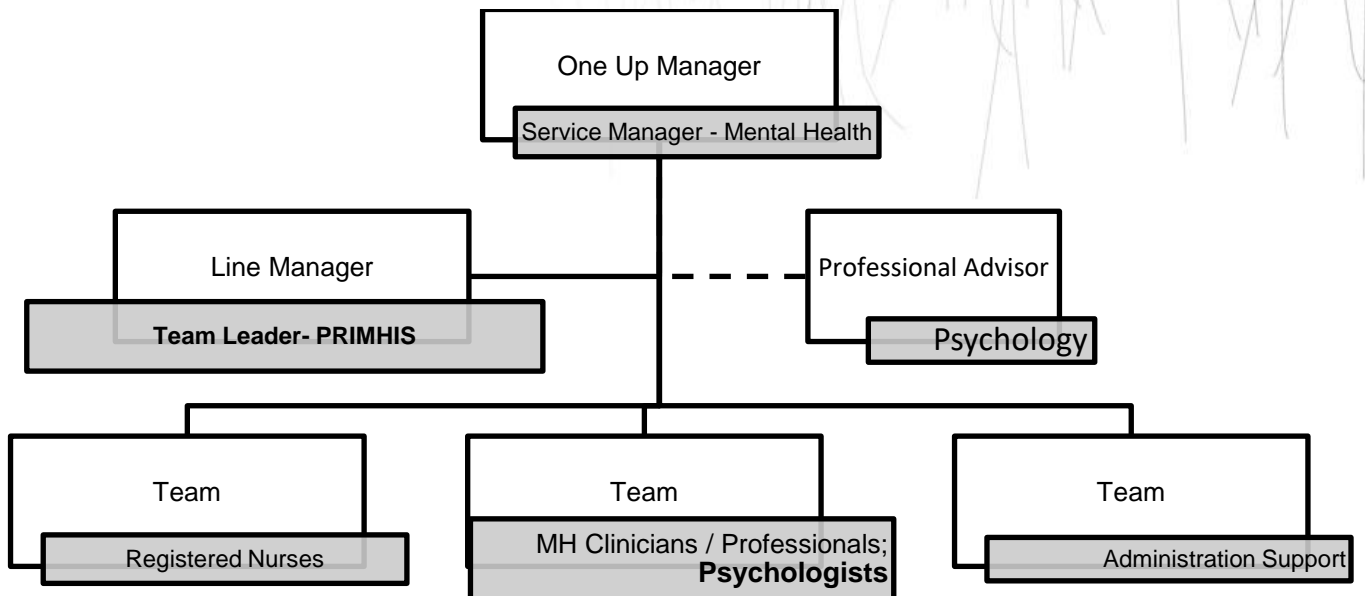 One Up Manager
Service Manager - Mental Health
Line Manager
Team Leader- PRIMHIS
Professional Advisor
Psychology
Team
Registered Nurses
Team
MH Clinicians / Professionals;
Psychologists
Team
Administration Support